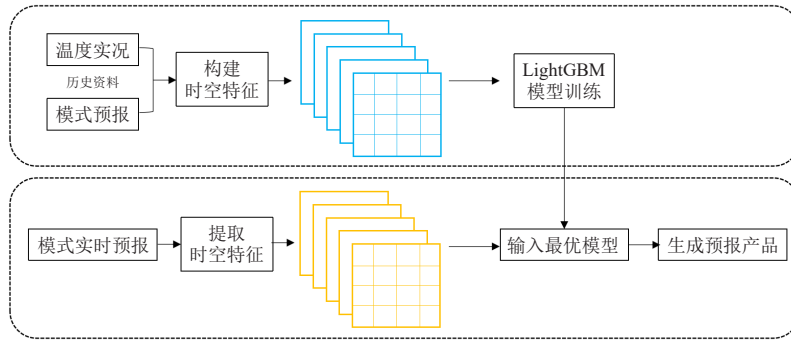 温度实况
历史资料
模式预报
构建
时空特征
LightGBM
模型训练
模式实时预报
提取
时空特征
输入最优模型
生成预报产品